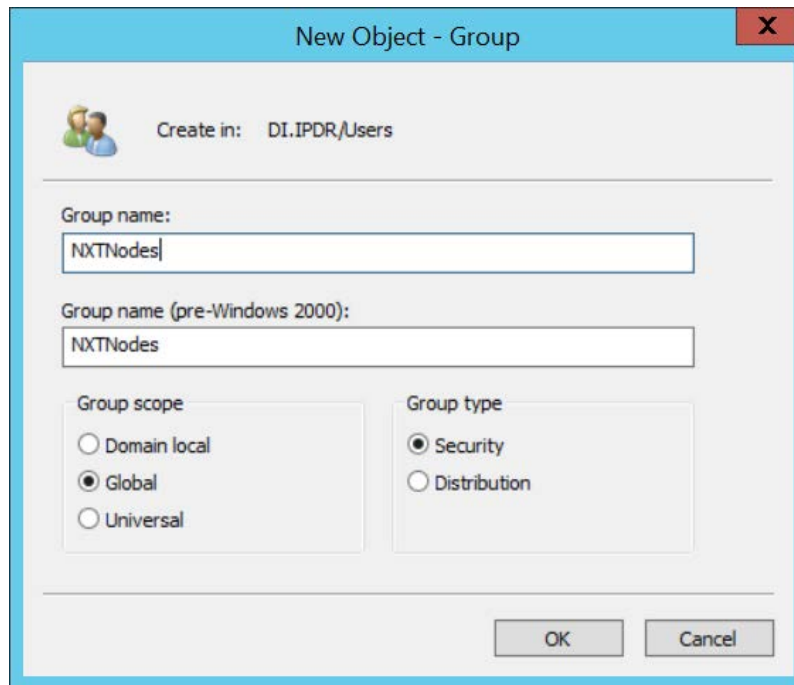 New Object - Group
X
Create in: DI.IPDR/Users
Group name:
NXTNodes
Group name (pre-Windows 2000):
NXTNodes
Group scope
Domain local
Global
Universal
Group type
Security
Distribution
OK
Cancel